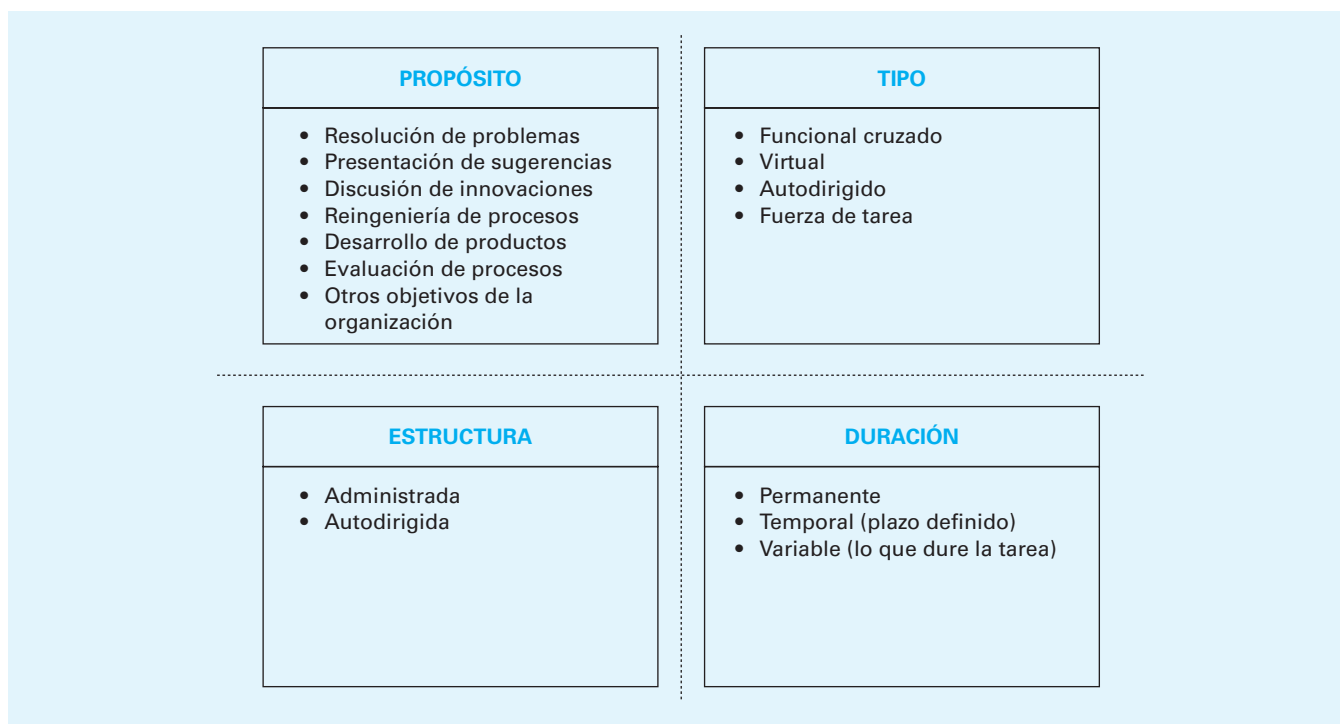 PROPÓSITO
• Resolución de problemas
• Presentación de sugerencias
• Discusión de innovaciones
• Reingeniería de procesos
• Desarrollo de productos
• Evaluación de procesos
• Otros objetivos de la
organización
TIPO
• Funcional cruzado
• Virtual
• Autodirigido
• Fuerza de tarea
ESTRUCTURA
• Administrada
• Autodirigida
DURACIÓN
• Permanente
• Temporal (plazo definido)
• Variable (lo que dure la tarea)